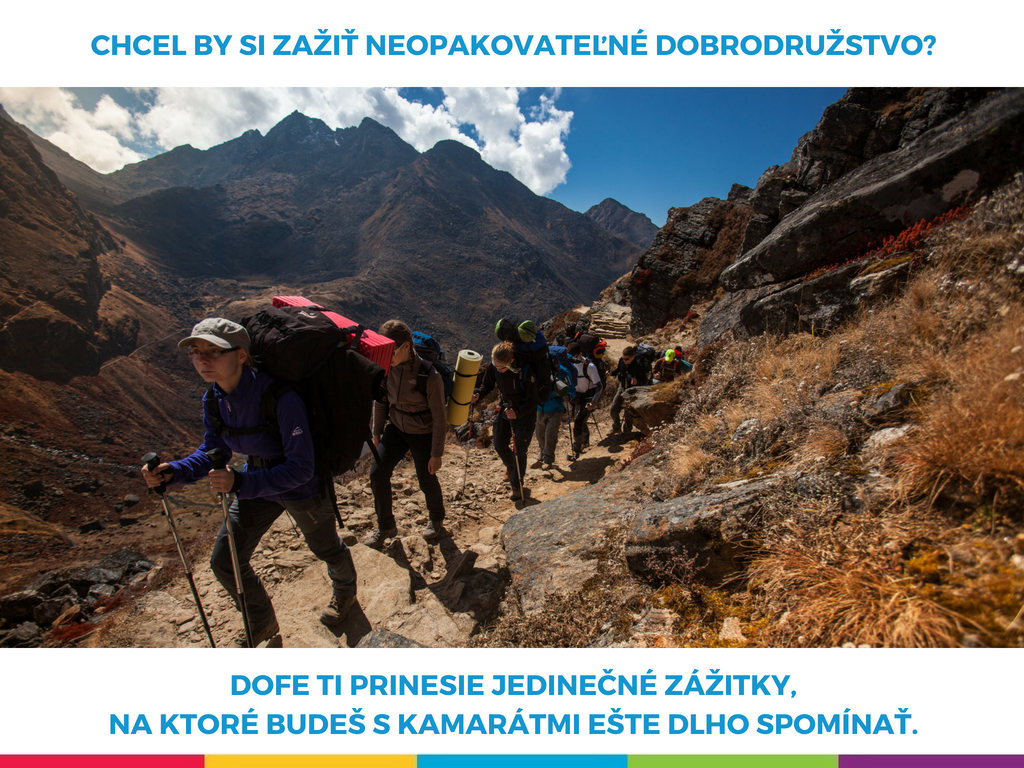 CHCEL BY SI ZAŽIŤ NEOPAKOVATEĽNÉ DOBRODRUŽSTVO?
DOFE TI PRINESIE JEDINEČNÉ ZÁŽITKY,
NA KTORÉ BUDEŠ S KAMARÁTMI EŠTE DLHO SPOMÍNAŤ.